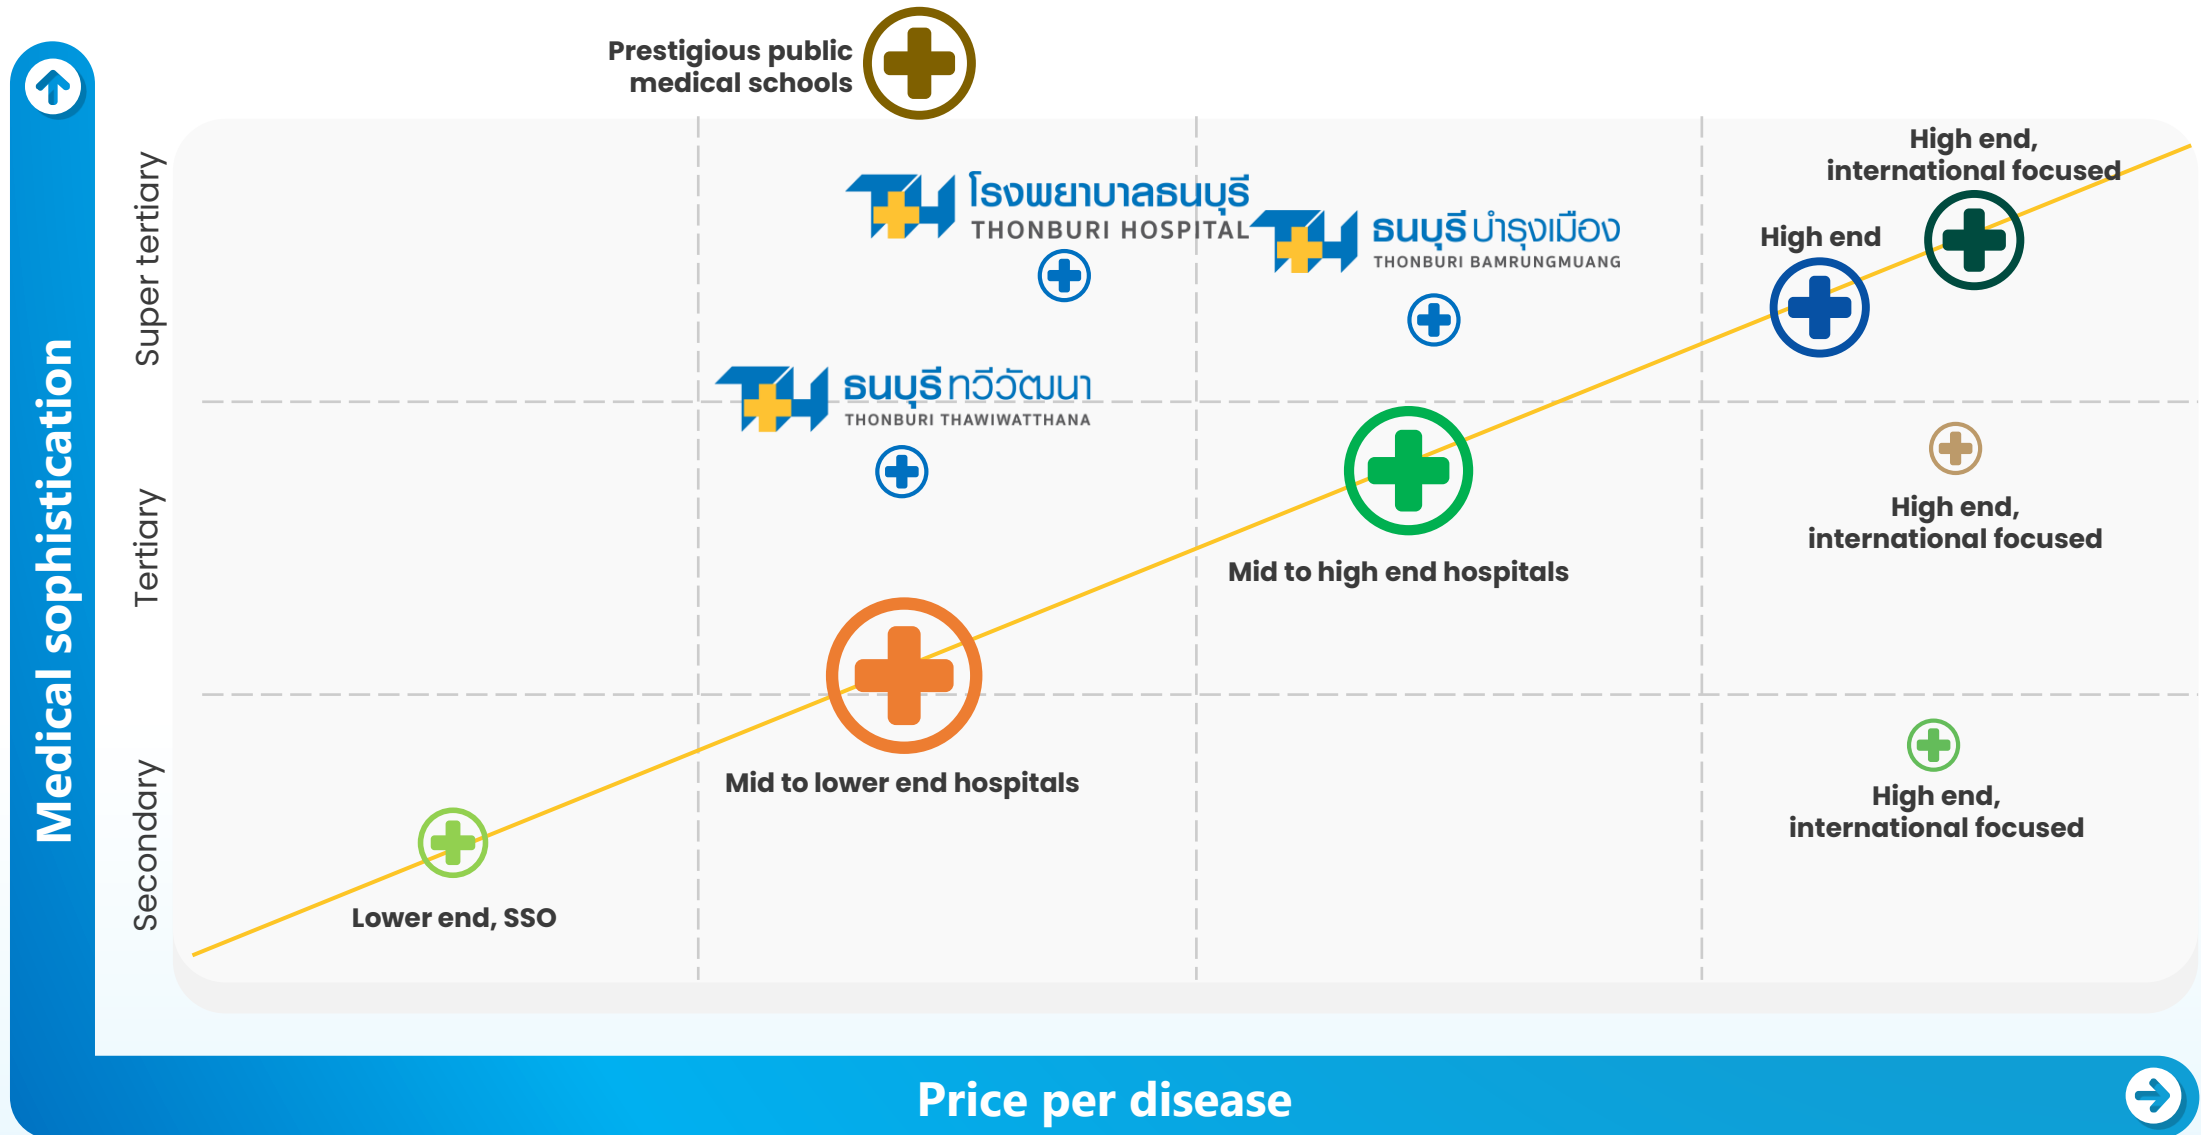 Prestigious public
medical schools
High end,
international focused
โรงพยาบาลธนบุรี
THONBURI HOSPITAL
ธนบุรี บำรุงเมือง
THONBURI BAMRUNGMUANG
High end
Super tertiary
ธนบุรี ทวีวัฒนา
THONBURI THAWIWATTHANA
High end,
international focused
Medical sophistication
Tertiary
Mid to high end hospitals
Mid to lower end hospitals
High end,
international focused
Secondary
Lower end, SSO
Price per disease